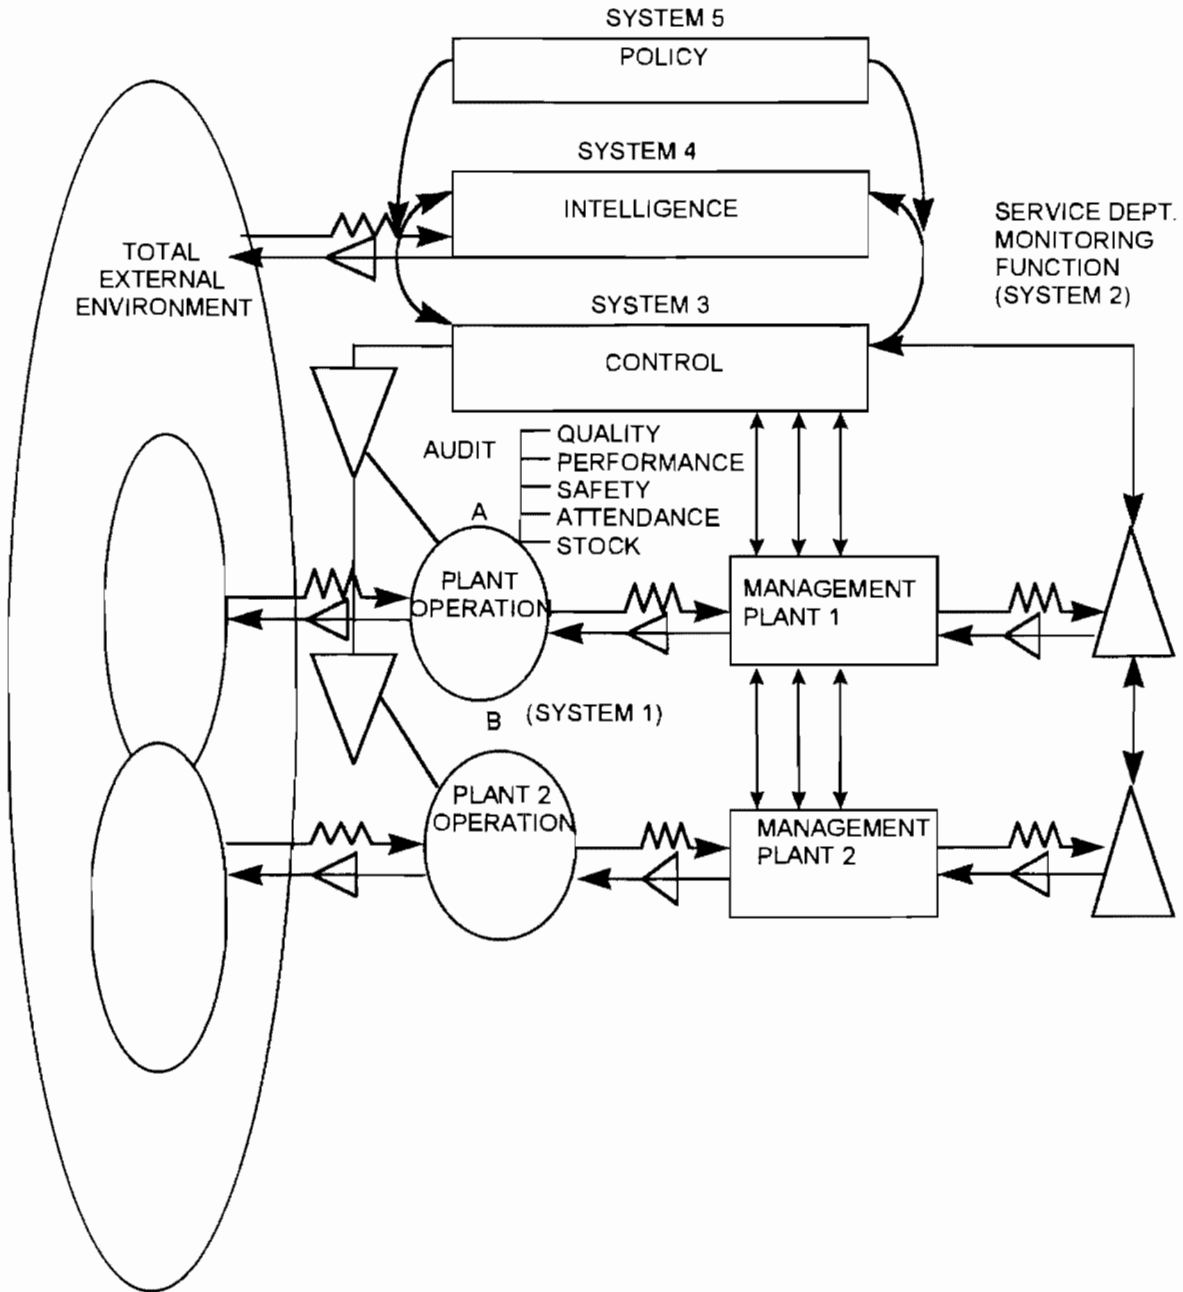 SYSTEM 5
POLICY
SYSTEM 4
INTELLIGENCE
SERVICE DEPT.
MONITORING
FUNCTION
(SYSTEM 2)
TOTAL
EXTERNAL
ENVIRONMENT
SYSTEM 3
CONTROL
AUDIT
QUALITY
PERFORMANCE
SAFETY
ATTENDANCE
STOCK
A
PLANT
OPERATION
MANAGEMENT
PLANT 1
B
(SYSTEM 1)
PLANT 2
OPERATION
MANAGEMENT
PLANT 2